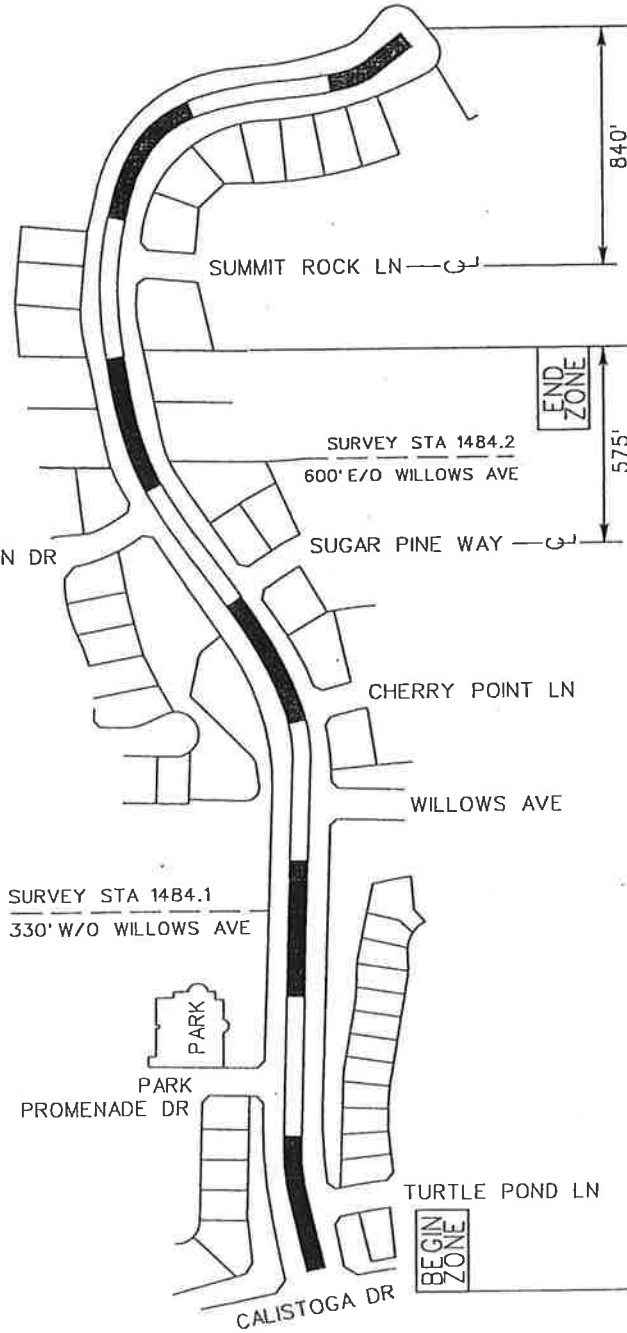 840'
SUMMIT ROCK LN
CL
END
ZONE
575'
SURVEY STA 1484.2
600' E/O WILLOWS AVE
SUGAR PINE WAY
CL
N DR
CHERRY POINT LN
WILLOWS AVE
SURVEY STA 1484.1
330' W/O WILLOWS AVE
PARK
PARK
PROMENADE DR
TURTLE POND LN
BEGIN
ZONE
CALISTOGA DR